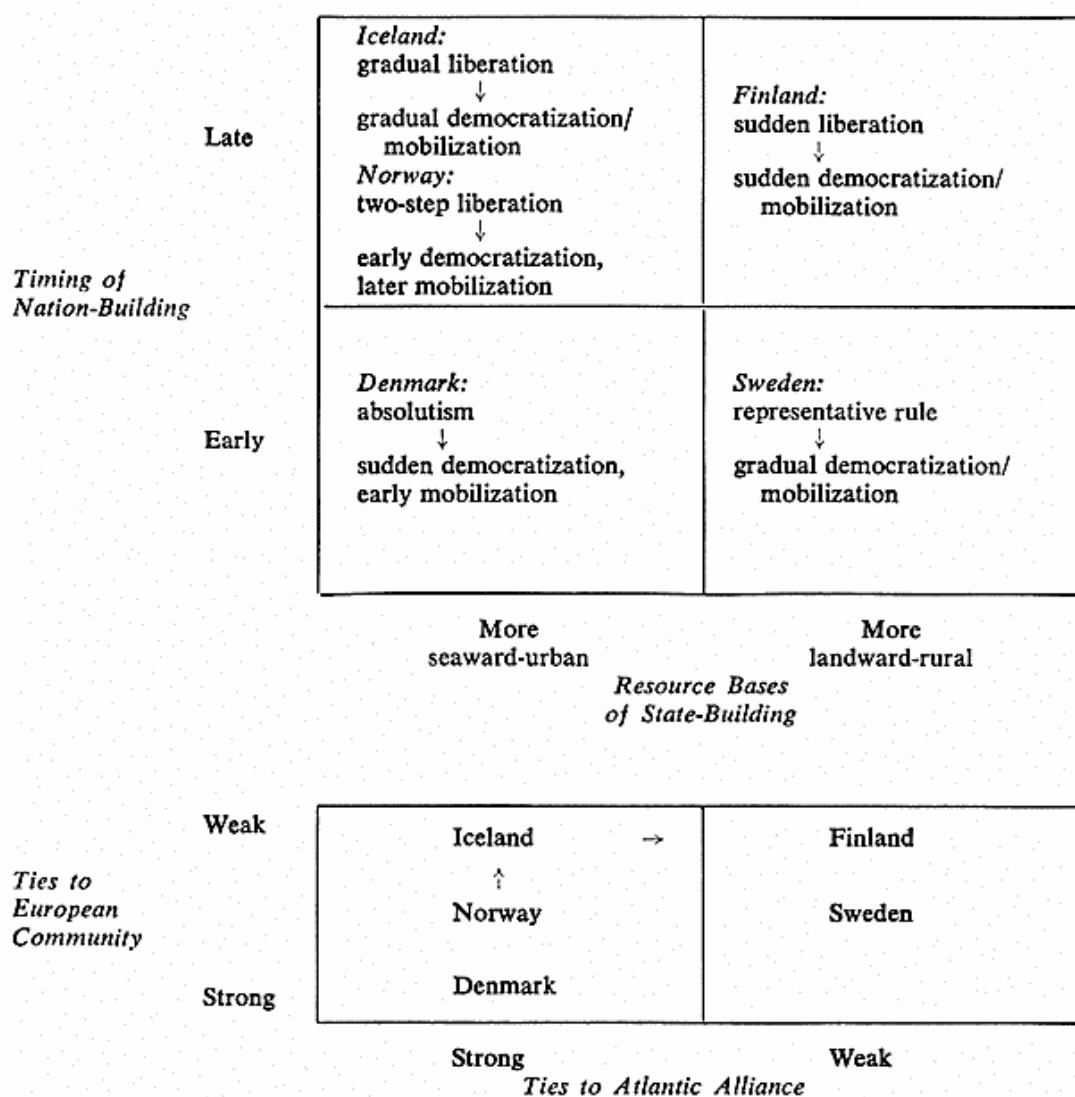 Iceland:
gradual liberation
↓
gradual democratization/
mobilization
Norway:
two-step liberation
↓
early democratization,
later mobilization
Finland:
sudden liberation
↓
sudden democratization/
mobilization
Late
Timing of
Nation-Building
Early
Denmark:
absolutism
↓
sudden democratization,
early mobilization
Sweden:
representative rule
↓
gradual democratization/
mobilization
More
seaward-urban
More
landward-rural
Resource Bases
of State-Building
Weak
Ties to
European
Community
Strong
Iceland → Finland
↑
Norway Sweden
Denmark
Strong Weak
Ties to Atlantic Alliance